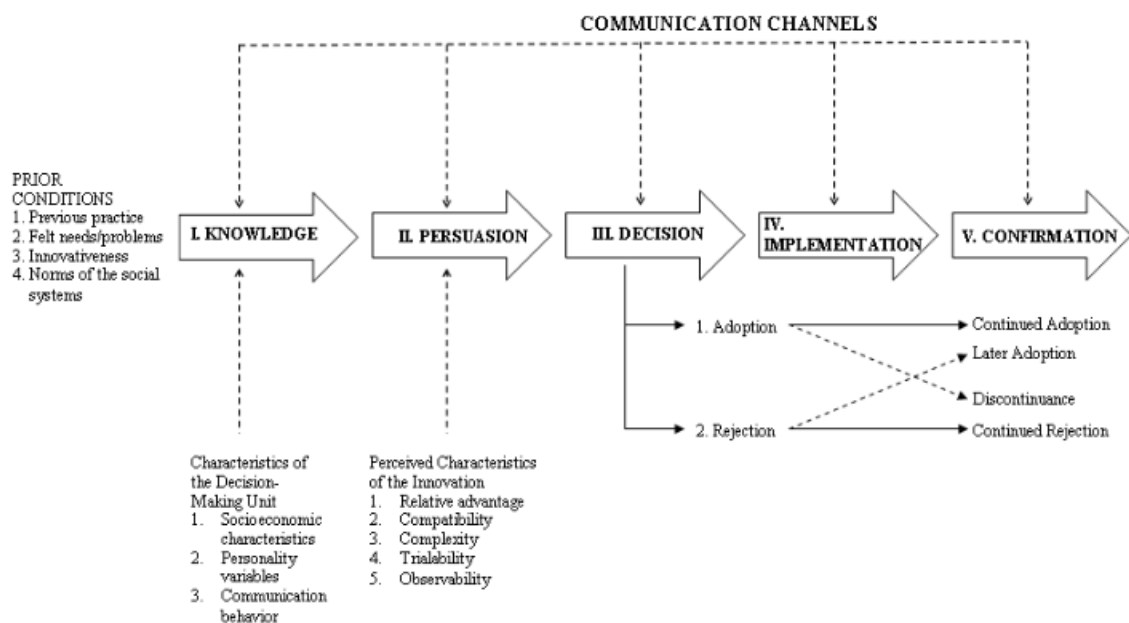 COMMUNICATION CHANNELS
PRIOR
CONDITIONS
1. Previous practice
2. Felt needs/problems
3. Innovativeness
4. Norms of the social
systems
I. KNOWLEDGE
II. PERSUASION
III. DECISION
IV.
IMPLEMENTATION
V. CONFIRMATION
1. Adoption
2. Rejection
Continued Adoption
Later Adoption
Discontinuance
Continued Rejection
Characteristics of
the Decision-
Making Unit
1. Socioeconomic
characteristics
2. Personality
variables
3. Communication
behavior
Perceived Characteristics
of the Innovation
1. Relative advantage
2. Compatibility
3. Complexity
4. Trialability
5. Observability